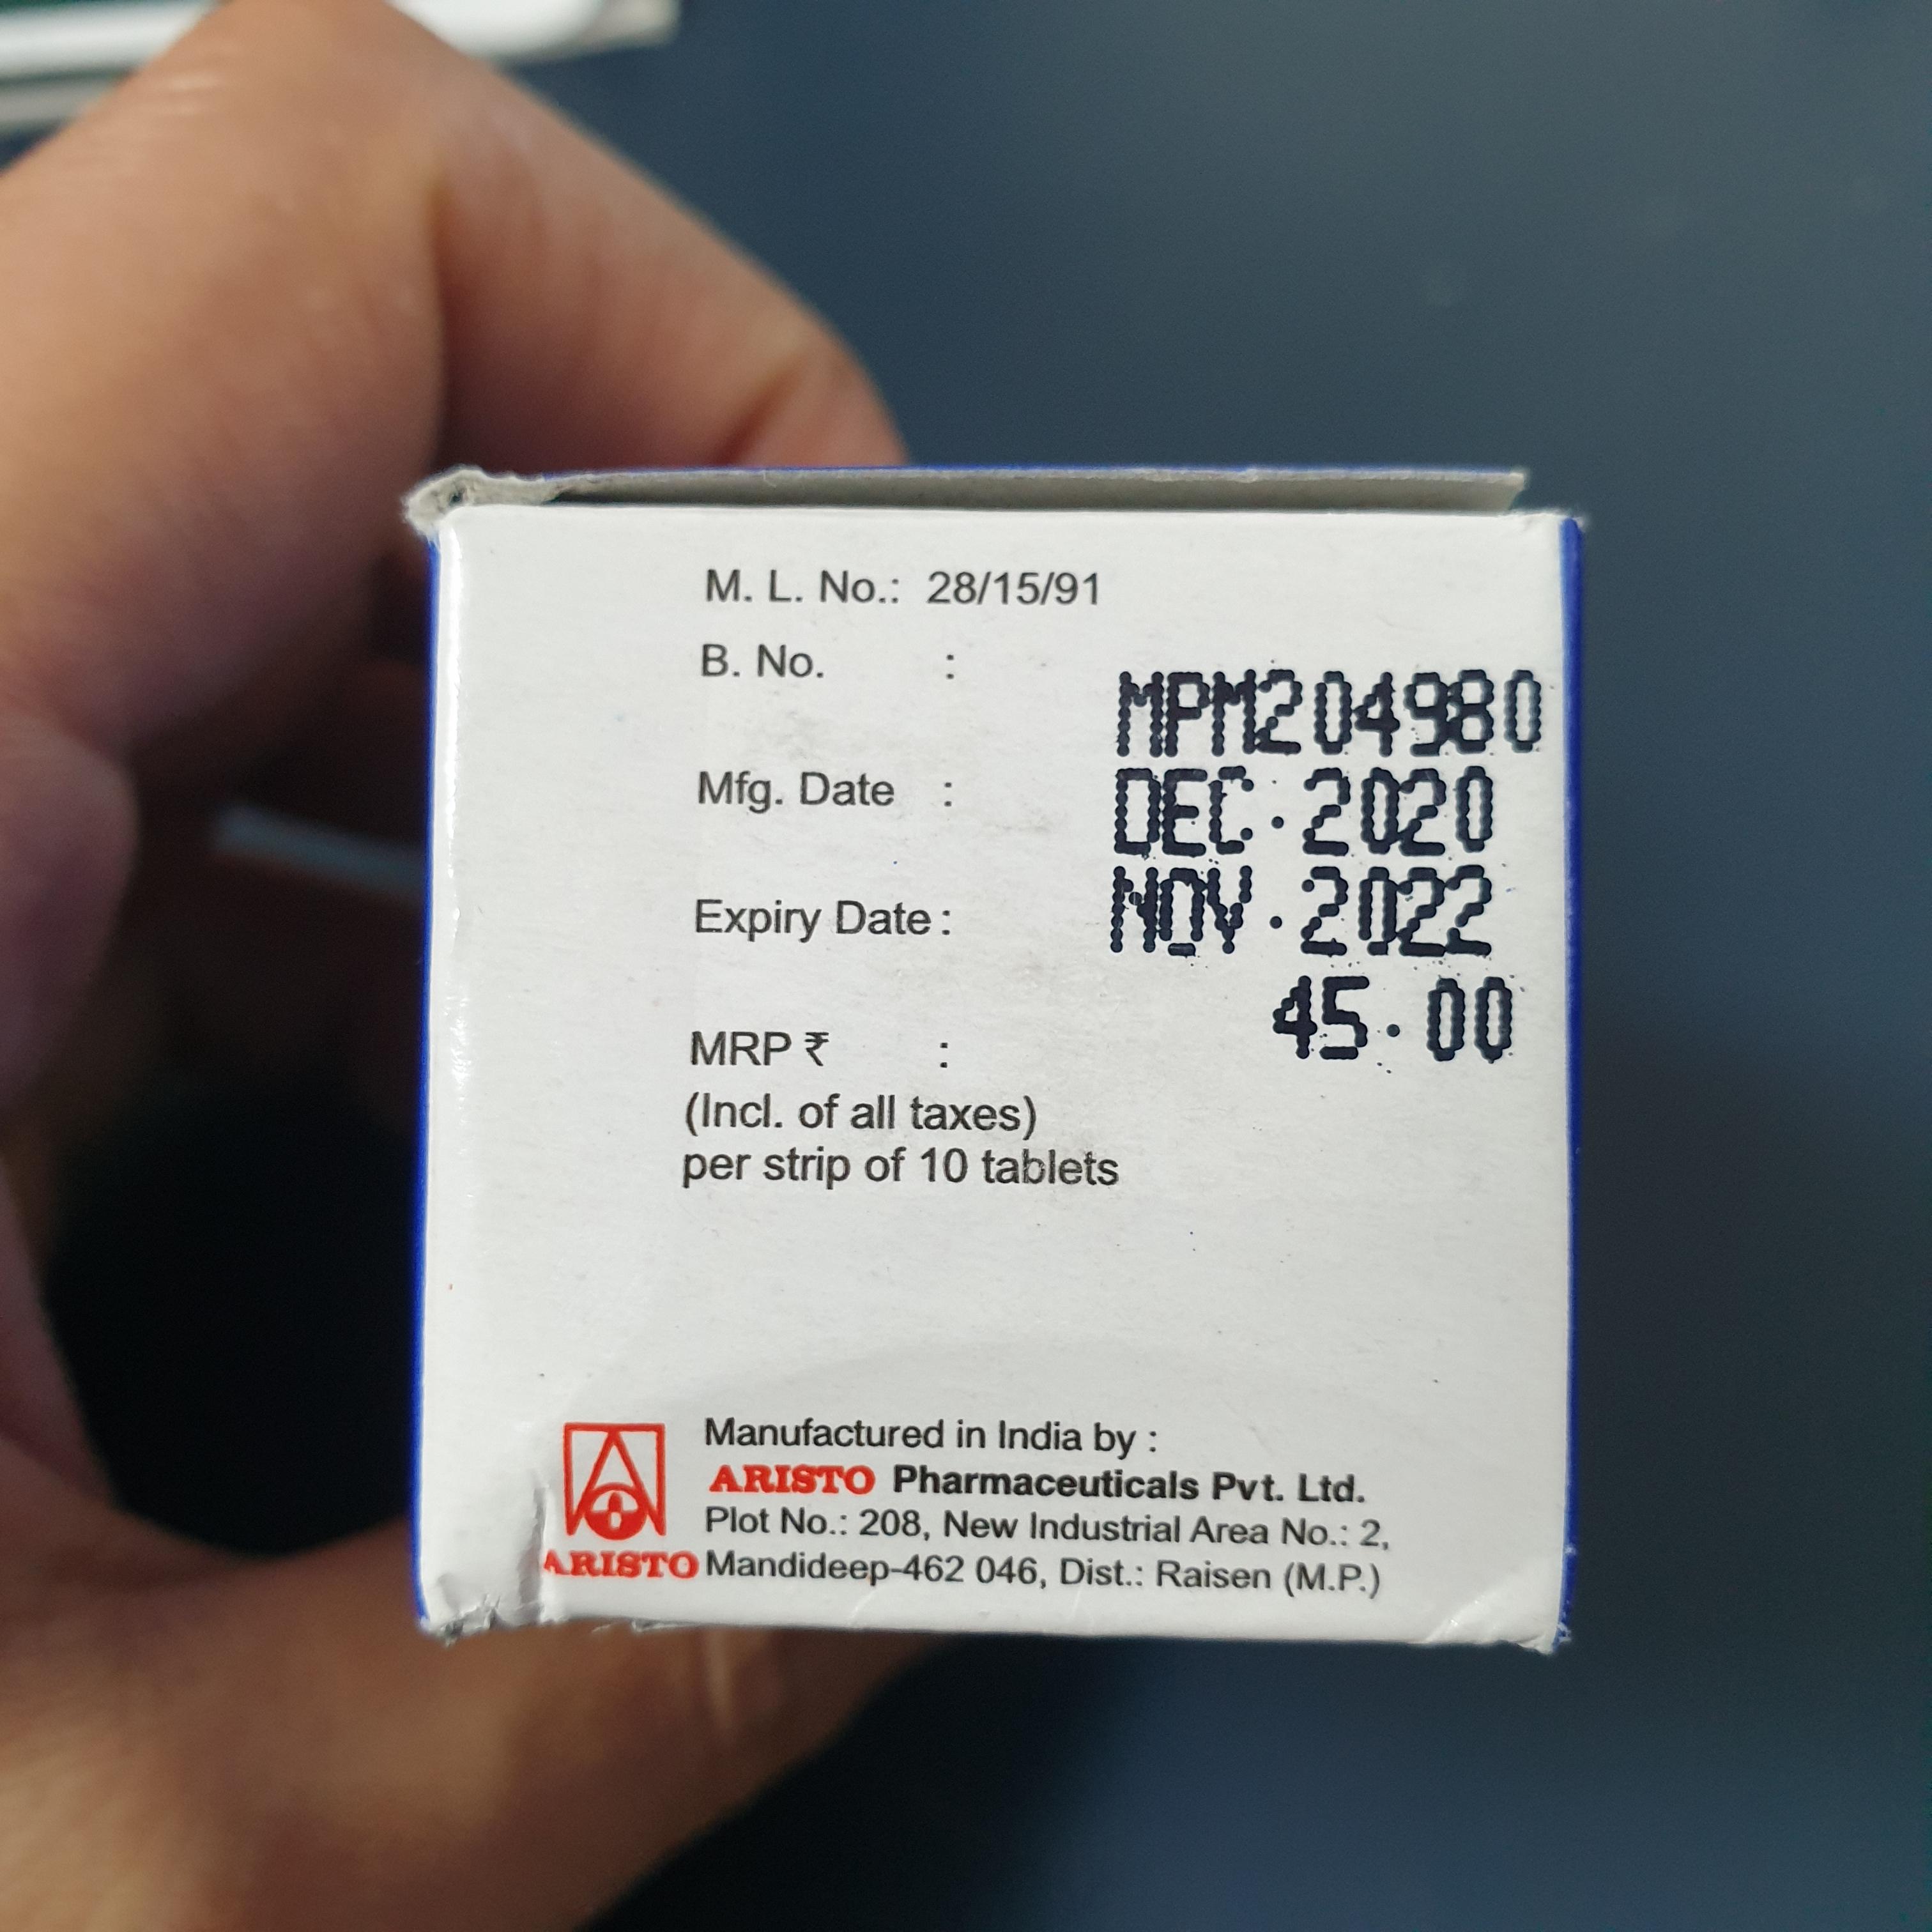 M. L. No.: 28/15/91
B. No. : MPM204980
Mfg. Date : DEC.2020
Expiry Date : NOV.2022
MRP ₹ : 45.00
(Incl. of all taxes)
per strip of 10 tablets
Manufactured in India by :
ARISTO Pharmaceuticals Pvt. Ltd.
Plot No.: 208, New Industrial Area No.: 2,
ARISTO Mandideep-462 046, Dist.: Raisen (M.P.)